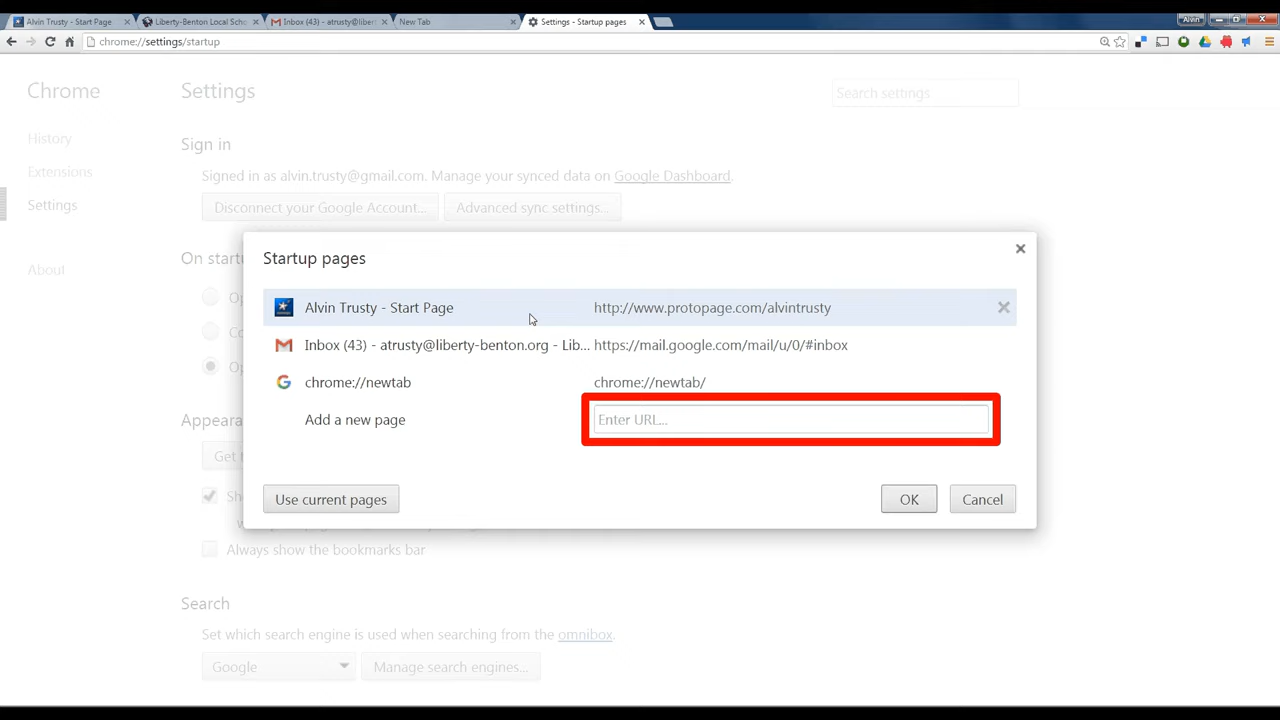 Alvin Trusty - Start Page
Liberty-Benton Local Scho
Inbox (43) - atrusty@libert
New Tab
Settings - Startup pages
Alvin
chrome://settings/startup
Chrome
Settings
Search settings
History
Sign in
Extensions
Signed in as alvin.trusty@gmail.com. Manage your synced data on Google Dashboard.
Settings
Disconnect your Google Account...
Advanced sync settings...
On startu
About
Startup pages
Alvin Trusty - Start Page
http://www.protopage.com/alvintrusty
Inbox (43) - atrusty@liberty-benton.org - Lib...
https://mail.google.com/mail/u/0/#inbox
chrome://newtab
chrome://newtab/
Add a new page
Enter URL...
Appeara
Get t
Use current pages
OK
Cancel
Always show the bookmarks bar
Search
Set which search engine is used when searching from the omnibox.
Google
Manage search engines...